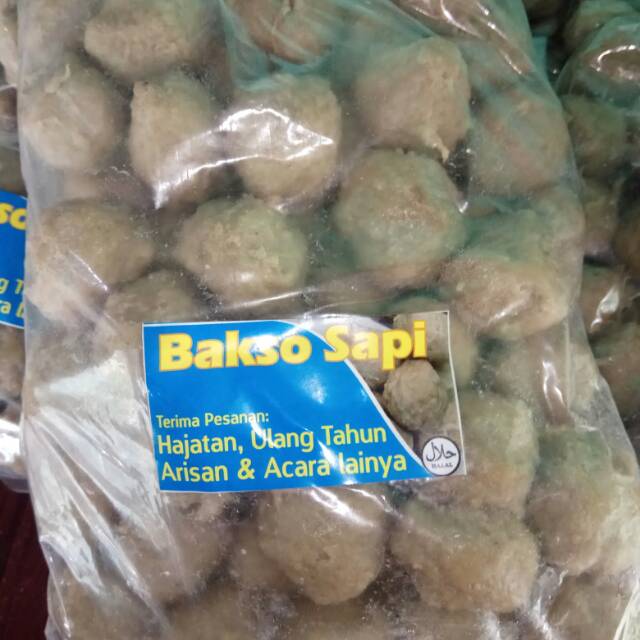 Bakso Sapi
Terima Pesanan:
Hajatan, Ulang Tahun
Arisan & Acara lainya
حلال
HALAL